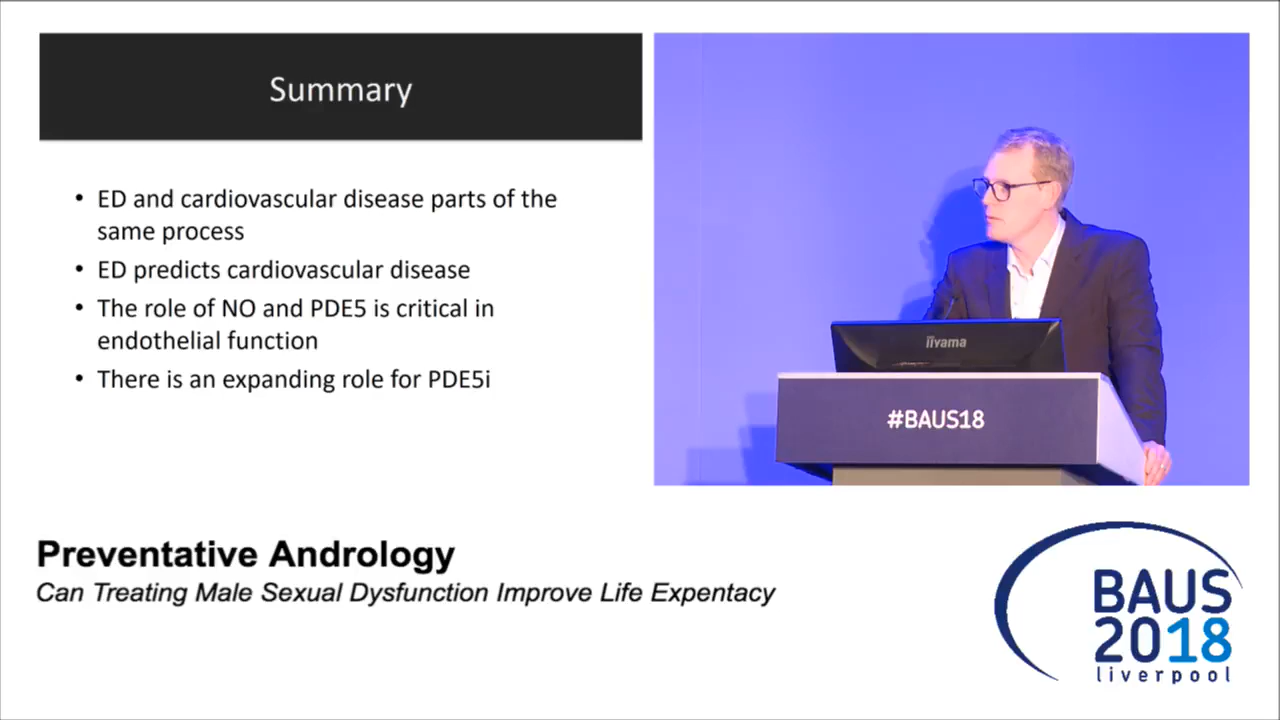 Summary
• ED and cardiovascular disease parts of the
same process
• ED predicts cardiovascular disease
• The role of NO and PDE5 is critical in
endothelial function
• There is an expanding role for PDE5i
iiyama
#BAUS18
Preventative Andrology
Can Treating Male Sexual Dysfunction Improve Life Expentacy
BAUS
2018
liverpool